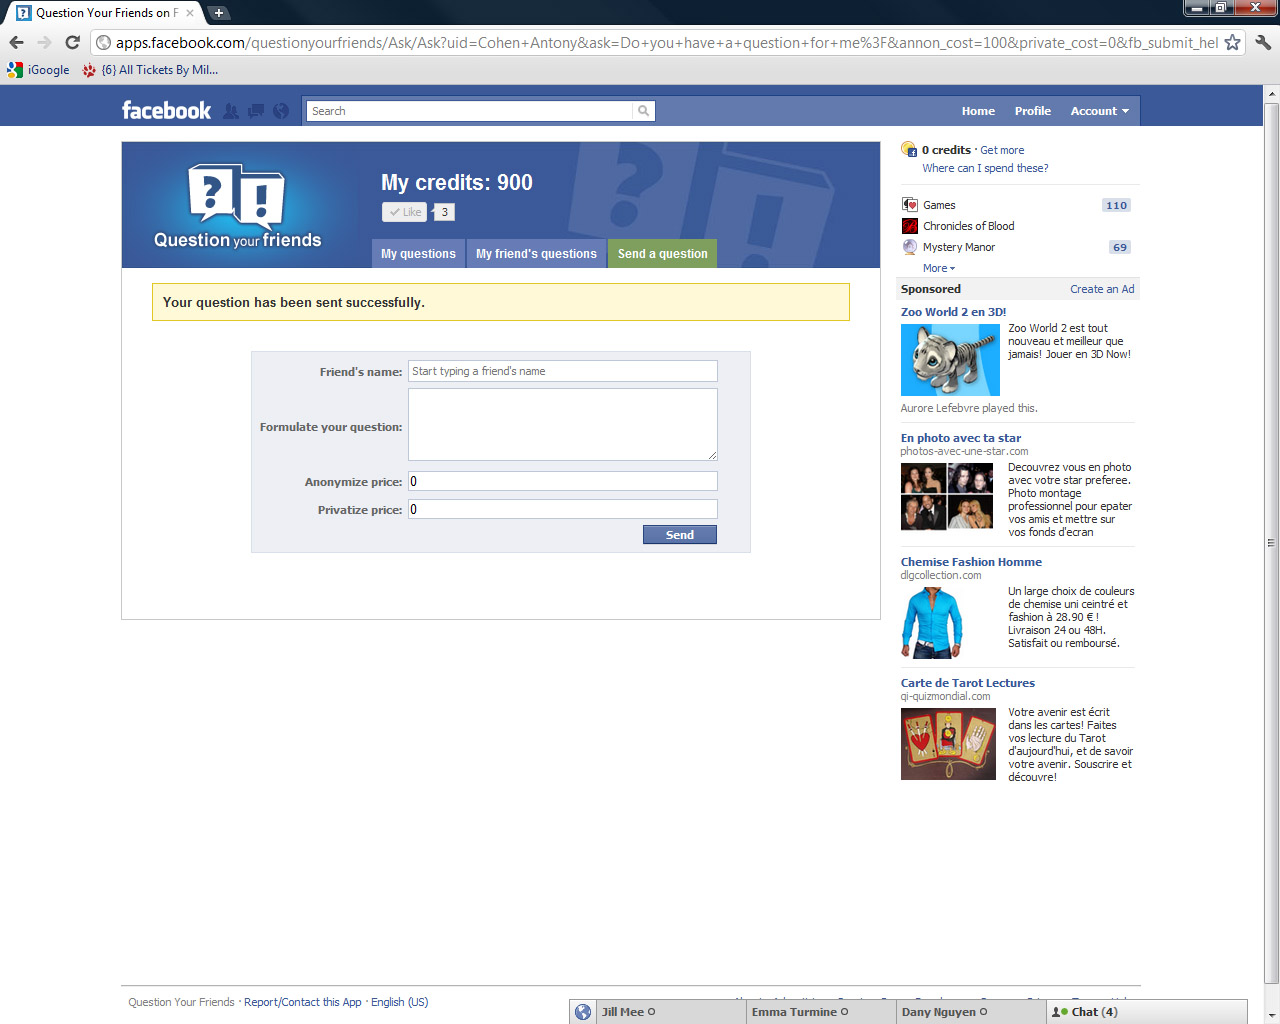 Question Your Friends on F
apps.facebook.com/questionyourfriends/Ask/Ask?uid=Cohen+Antony&ask=Do+you+have+a+question+for+me%3F&annon_cost=100&private_cost=0&fb_submit_hel
iGoogle
{6} All Tickets By Mil...
facebook
Search
Home
Profile
Account
Question your friends
My credits: 900
Like
3
My questions
My friend's questions
Send a question
Your question has been sent successfully.
Friend's name:
Start typing a friend's name
Formulate your question:
Anonymize price:
0
Privatize price:
0
Send
0 credits · Get more
Where can I spend these?
Games
110
Chronicles of Blood
Mystery Manor
69
More
Sponsored
Create an Ad
Zoo World 2 en 3D!
Zoo World 2 est tout
nouveau et meilleur que
jamais! Jouer en 3D Now!
Aurore Lefebvre played this.
En photo avec ta star
photos-avec-une-star.com
Decouvrez vous en photo
avec votre star preferee.
Photo montage
professionnel pour epater
vos amis et mettre sur
vos fonds d'ecran
Chemise Fashion Homme
dlgcollection.com
Un large choix de couleurs
de chemise uni ceintré et
fashion à 28.90 € !
Livraison 24 ou 48H.
Satisfait ou remboursé.
Carte de Tarot Lectures
qi-quizmondial.com
Votre avenir est écrit
dans les cartes! Faites
vos lecture du Tarot
d'aujourd'hui, et de savoir
votre avenir. Souscrire et
découvre!
Question Your Friends · Report/Contact this App · English (US)
Jill Mee
Emma Turmine
Dany Nguyen
Chat (4)